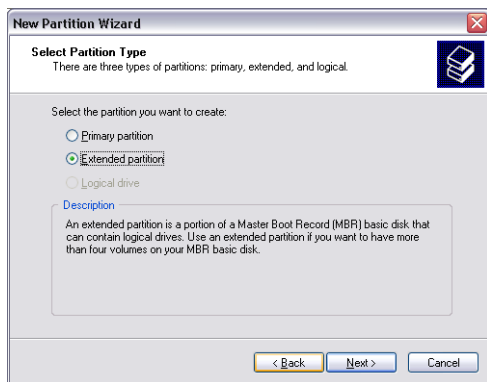 New Partition Wizard
Select Partition Type
There are three types of partitions: primary, extended, and logical.
Select the partition you want to create:
Primary partition
Extended partition
Logical drive
Description
An extended partition is a portion of a Master Boot Record (MBR) basic disk that
can contain logical drives. Use an extended partition if you want to have more
than four volumes on your MBR basic disk.
< Back Next > Cancel